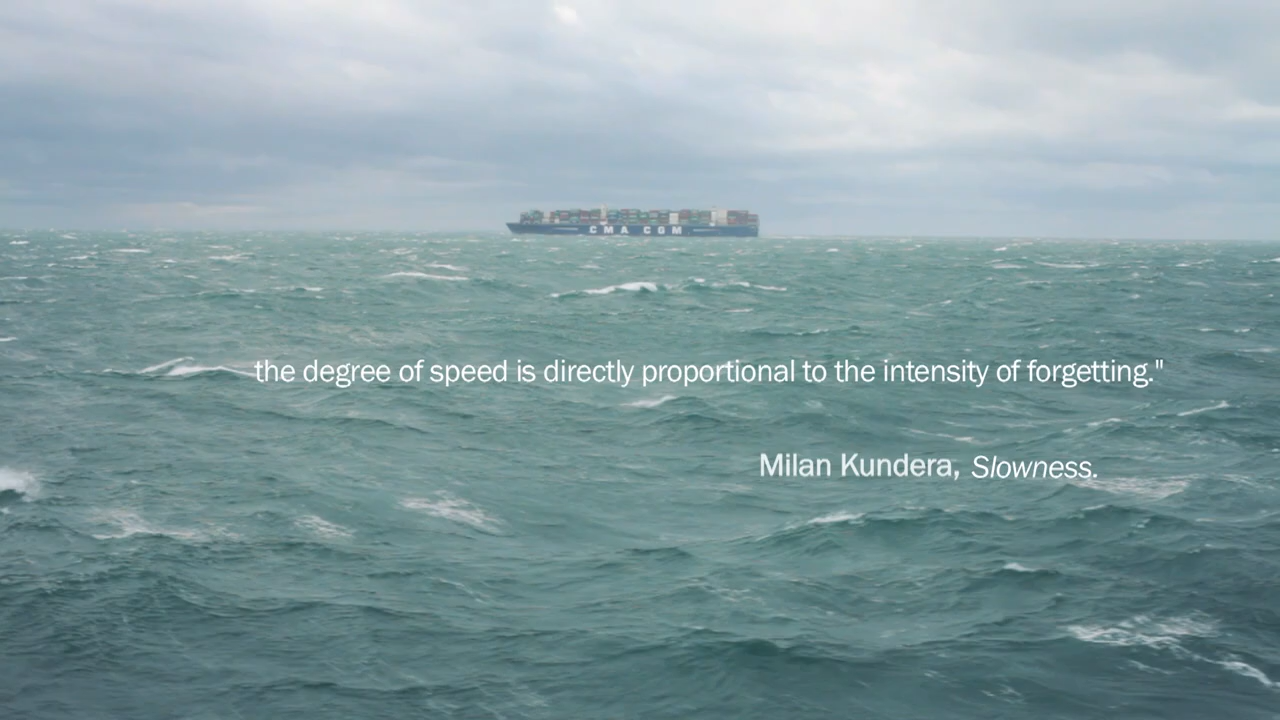 CMA CGM
the degree of speed is directly proportional to the intensity of forgetting."
Milan Kundera, Slowness.